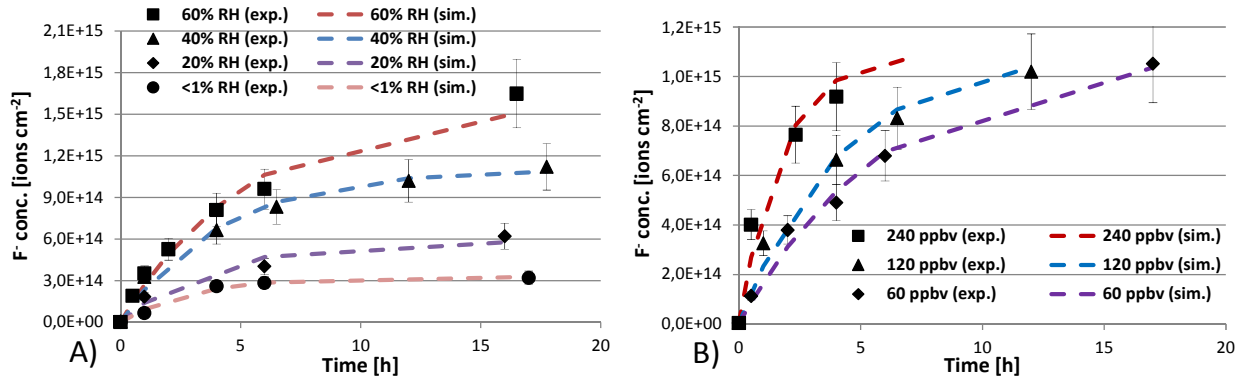 60% RH (exp.) 60% RH (sim.)
40% RH (exp.) 40% RH (sim.)
20% RH (exp.) 20% RH (sim.)
<1% RH (exp.) <1% RH (sim.)
F⁻ conc. [ions cm⁻²]
2,1E+15
1,8E+15
1,5E+15
1,2E+15
9,0E+14
6,0E+14
3,0E+14
0,0E+00
0 5 10 15 20
Time [h]
A)
F⁻ conc. [ions cm⁻²]
1,2E+15
1,0E+15
8,0E+14
6,0E+14
4,0E+14
2,0E+14
0,0E+00
240 ppbv (exp.) 240 ppbv (sim.)
120 ppbv (exp.) 120 ppbv (sim.)
60 ppbv (exp.) 60 ppbv (sim.)
0 5 10 15 20
Time [h]
B)